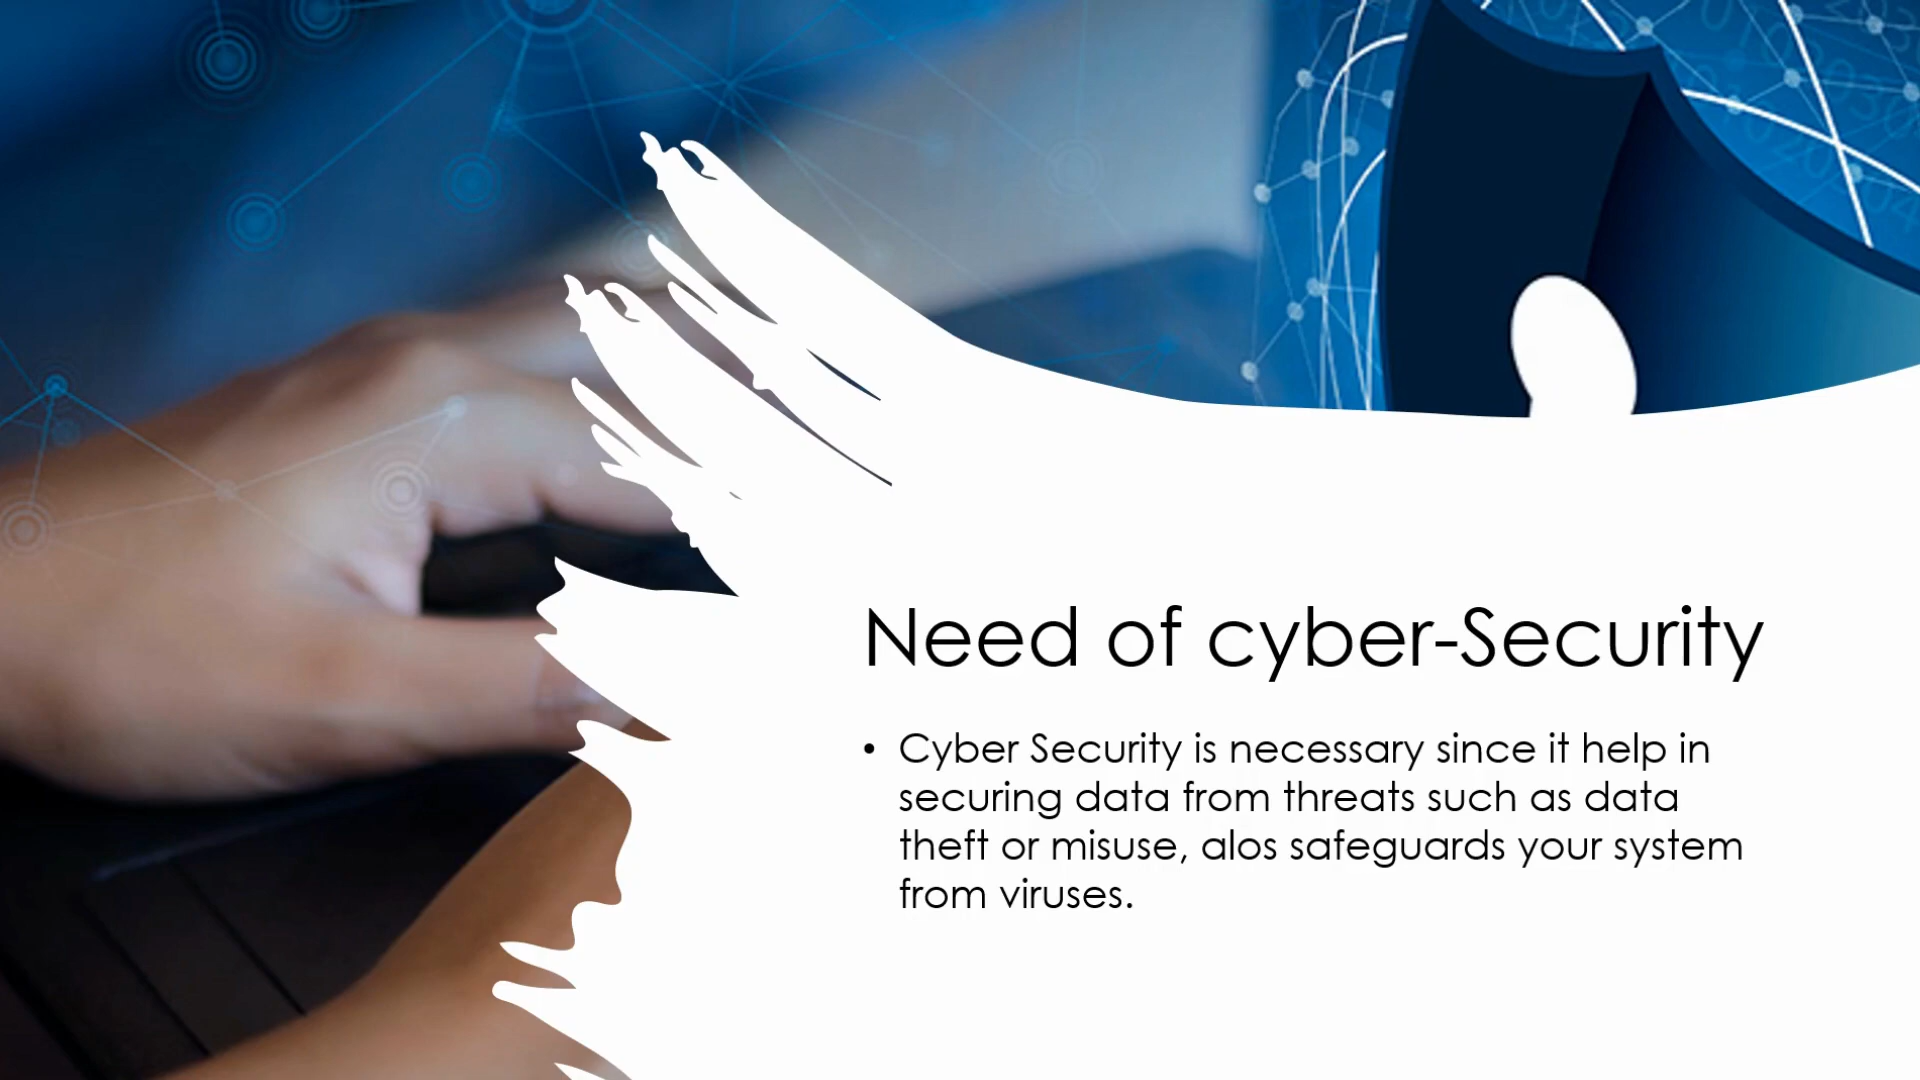 Need of cyber-Security
• Cyber Security is necessary since it help in
securing data from threats such as data
theft or misuse, alos safeguards your system
from viruses.